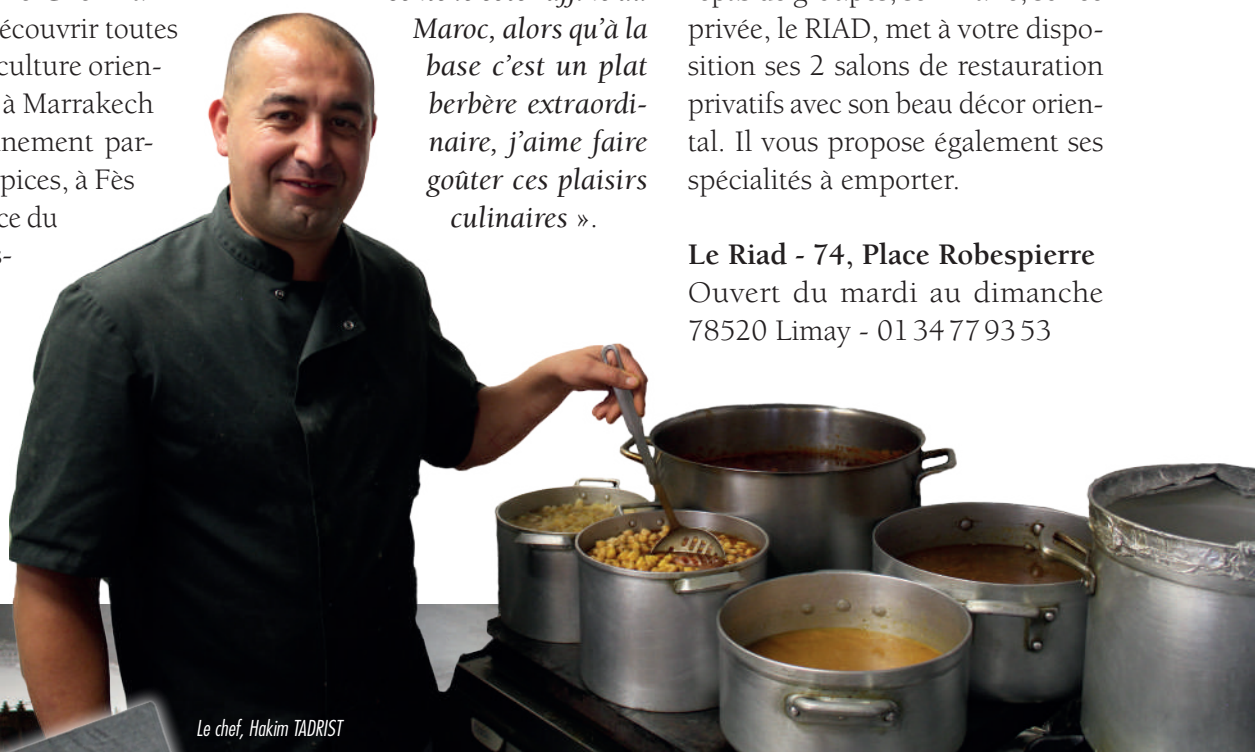 écouvrir toutes
culture orien-
à Marrakech
nement par-
pices, à Fès
ce du
s-
Maroc, alors qu'à la
base c'est un plat
berbère extraordi-
naire, j'aime faire
goûter ces plaisirs
culinaires ».
privée, le RIAD, met à votre dispo-
sition ses 2 salons de restauration
privatifs avec son beau décor orien-
tal. Il vous propose également ses
spécialités à emporter.
Le Riad - 74, Place Robespierre
Ouvert du mardi au dimanche
78520 Limay - 01 34 77 93 53
Le chef, Hakim TADRIST